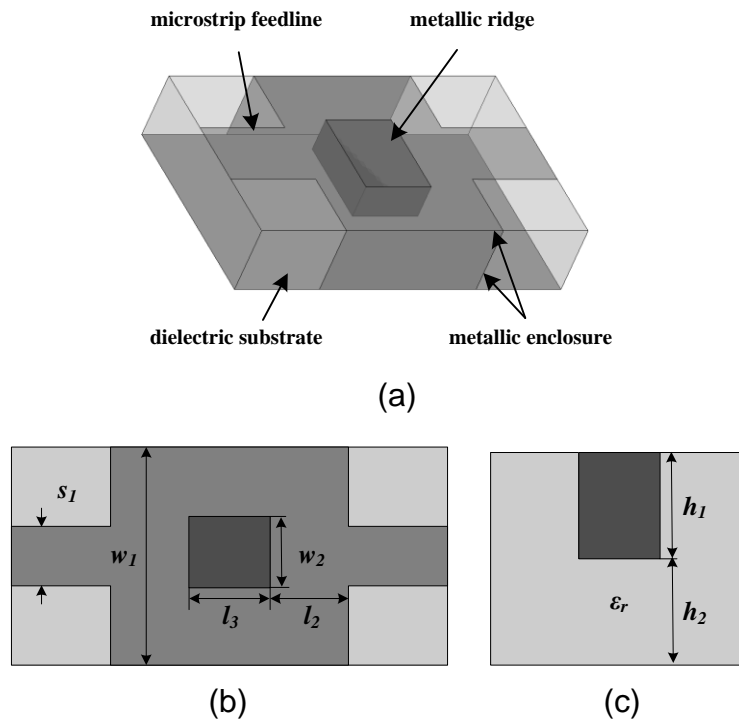 microstrip feedline
metallic ridge
dielectric substrate
metallic enclosure
(a)
s₁
w₁
w₂
l₃
l₂
h₁
εᵣ
h₂
(b)
(c)